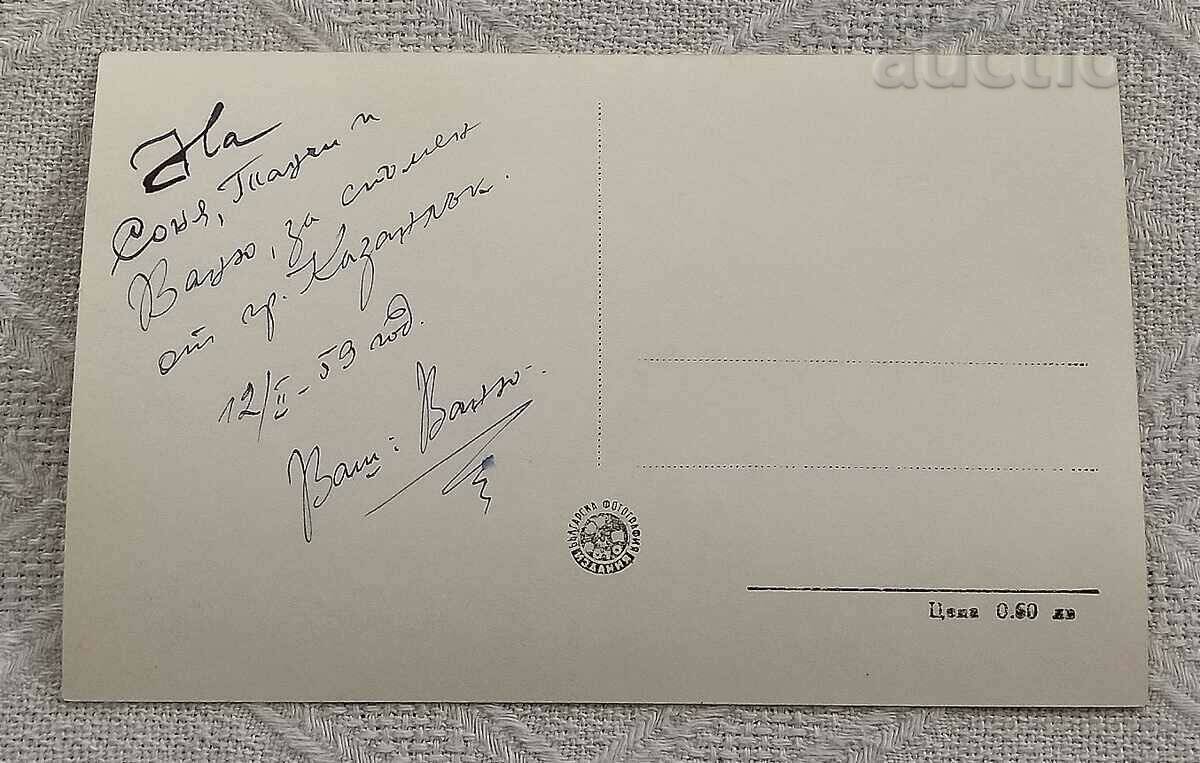 На
Соня, Танчи и
Ваньо, за спомен
от гр. Казанлък.
12/II-59 год.
Ваш: Ваньо.
БЪЛГАРСКА ФОТОГРАФИЯ
ИЗДАНИЕ
Цена 0.60 лв
auctio